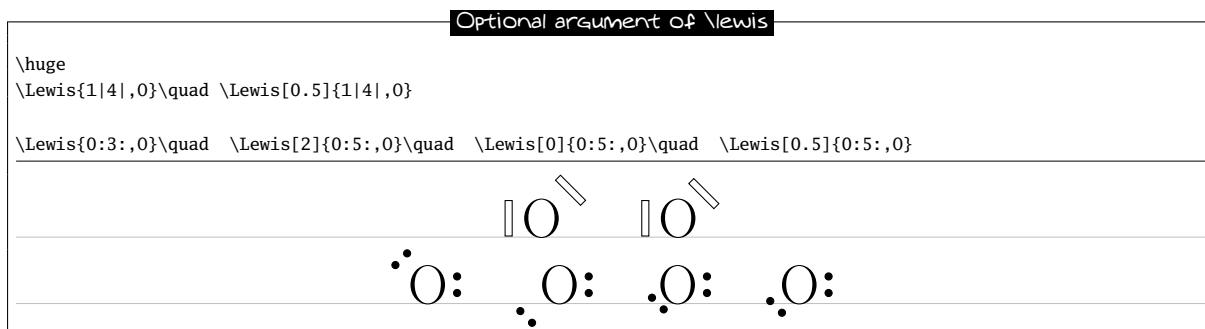 Optional argument of \lewis
\huge
\Lewis{1|4|,O}\quad \Lewis[0.5]{1|4|,O}
\Lewis{0:3:,O}\quad \Lewis[2]{0:5:,O}\quad \Lewis[0]{0:5:,O}\quad \Lewis[0.5]{0:5:,O}
O O
O O O O